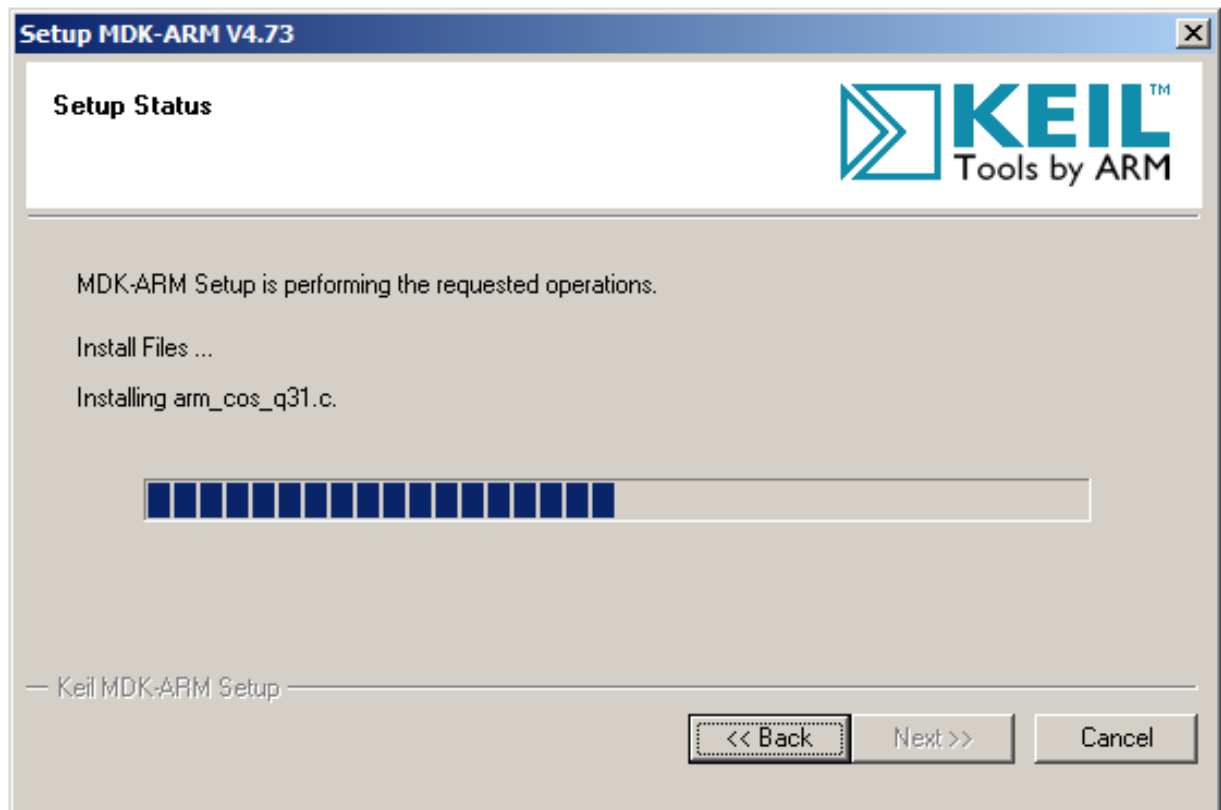 Setup MDK-ARM V4.73
Setup Status
KEIL™
Tools by ARM
MDK-ARM Setup is performing the requested operations.
Install Files ...
Installing arm_cos_q31.c.
Keil MDK-ARM Setup
<< Back
Next >>
Cancel